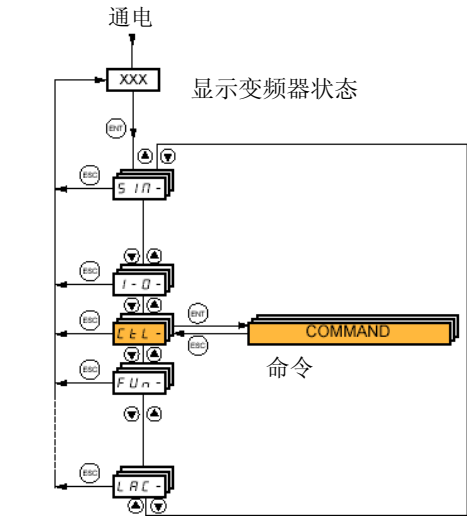 通电
XXX
显示变频器状态
ENT
ESC
SIM-
ESC
I-O-
ESC
CtL-
ENT
COMMAND
ESC
命令
ESC
FUn-
ESC
LAC-